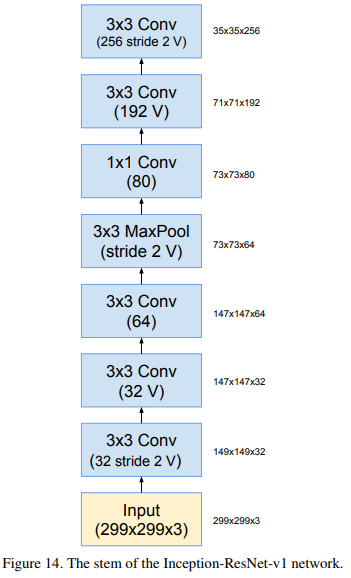 3x3 Conv
(256 stride 2 V)
35x35x256
3x3 Conv
(192 V)
71x71x192
1x1 Conv
(80)
73x73x80
3x3 MaxPool
(stride 2 V)
73x73x64
3x3 Conv
(64)
147x147x64
3x3 Conv
(32 V)
147x147x32
3x3 Conv
(32 stride 2 V)
149x149x32
Input
(299x299x3)
299x299x3
Figure 14. The stem of the Inception-ResNet-v1 network.